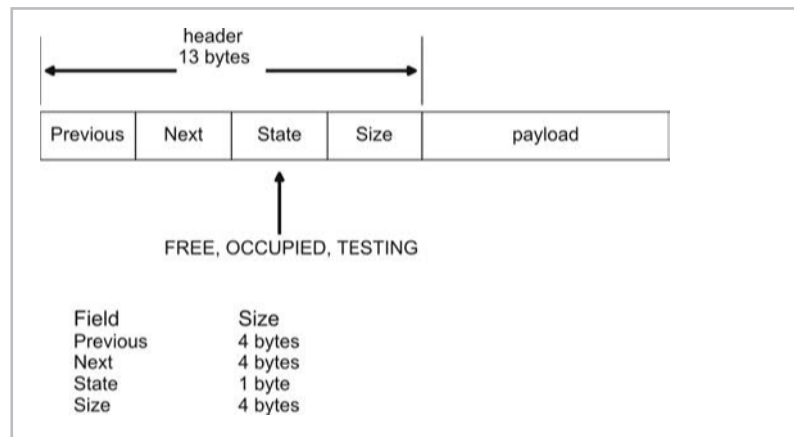 header
13 bytes
Previous Next State Size payload
FREE, OCCUPIED, TESTING
Field Size
Previous 4 bytes
Next 4 bytes
State 1 byte
Size 4 bytes